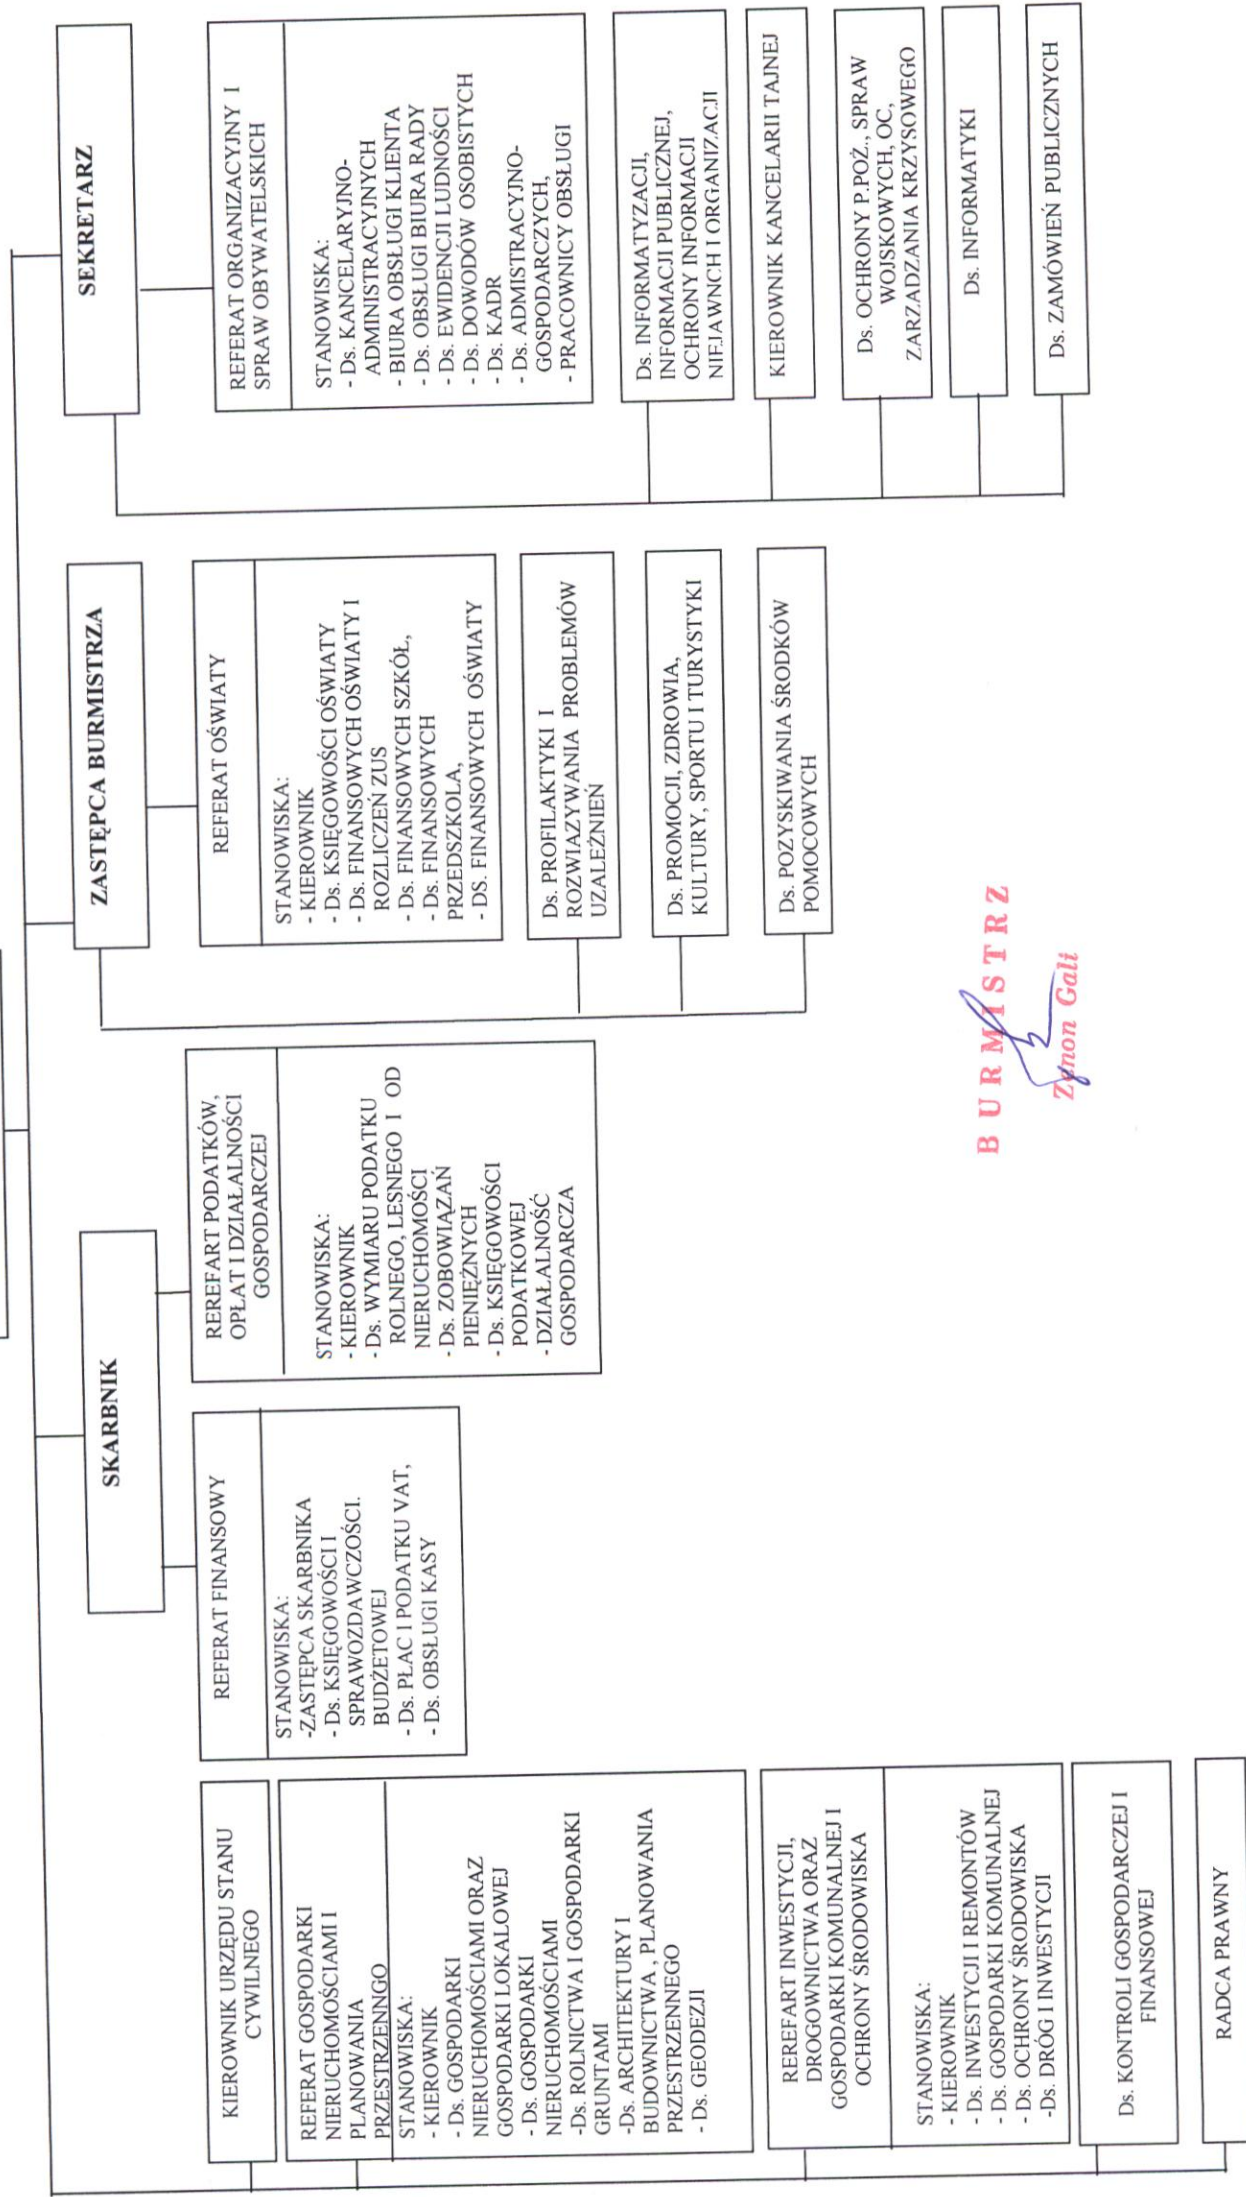 SKARBNIK
ZASTĘPCA BURMISTRZA
SEKRETARZ
KIEROWNIK URZĘDU STANU
CYWILNEGO
REFERAT GOSPODARKI
NIERUCHOMOŚCIAMI I
PLANOWANIA
PRZESTRZENNGO
STANOWISKA:
- KIEROWNIK
- Ds. GOSPODARKI
NIERUCHOMOŚCIAMI ORAZ
GOSPODARKI LOKALOWEJ
- Ds. GOSPODARKI
NIERUCHOMOŚCIAMI
-Ds. ROLNICTWA I GOSPODARKI
GRUNTAMI
-Ds. ARCHITEKTURY I
BUDOWNICTWA , PLANOWANIA
PRZESTRZENNEGO
- Ds. GEODEZJI
REREFART INWESTYCJI,
DROGOWNICTWA ORAZ
GOSPODARKI KOMUNALNEJ I
OCHRONY ŚRODOWISKA
STANOWISKA:
- KIEROWNIK
- Ds. INWESTYCJI I REMONTÓW
- Ds. GOSPODARKI KOMUNALNEJ
- Ds. OCHRONY ŚRODOWISKA
-Ds. DRÓG I INWESTYCJI
Ds. KONTROLI GOSPODARCZEJ I
FINANSOWEJ
RADCA PRAWNY
REFERAT FINANSOWY
STANOWISKA:
-ZASTĘPCA SKARBNIKA
- Ds. KSIĘGOWOŚCI I
SPRAWOZDAWCZOŚCI.
BUDŻETOWEJ
- Ds. PŁAC I PODATKU VAT,
- Ds. OBSŁUGI KASY
REREFART PODATKÓW,
OPŁAT I DZIAŁALNOŚCI
GOSPODARCZEJ
STANOWISKA:
- KIEROWNIK
- Ds. WYMIARU PODATKU
ROLNEGO, LESNEGO I OD
NIERUCHOMOŚCI
- Ds. ZOBOWIĄZAŃ
PIENIĘŻNYCH
- Ds. KSIĘGOWOŚCI
PODATKOWEJ
- DZIAŁALNOŚĆ
GOSPODARCZA
REFERAT OŚWIATY
STANOWISKA:
- KIEROWNIK
- Ds. KSIĘGOWOŚCI OŚWIATY
- Ds. FINANSOWYCH OŚWIATY I
ROZLICZEŃ ZUS
- Ds. FINANSOWYCH SZKÓŁ,
- Ds. FINANSOWYCH
PRZEDSZKOLA,
- DS. FINANSOWYCH OŚWIATY
Ds. PROFILAKTYKI I
ROZWIAZYWANIA PROBLEMÓW
UZALEŻNIEŃ
Ds. PROMOCJI, ZDROWIA,
KULTURY, SPORTU I TURYSTYKI
Ds. POZYSKIWANIA ŚRODKÓW
POMOCOWYCH
REFERAT ORGANIZACYJNY I
SPRAW OBYWATELSKICH
STANOWISKA:
- Ds. KANCELARYJNO-
ADMINISTRACYJNYCH
- BIURA OBSŁUGI KLIENTA
- Ds. OBSŁUGI BIURA RADY
- Ds. EWIDENCJI LUDNOŚCI
- Ds. DOWODÓW OSOBISTYCH
- Ds. KADR
- Ds. ADMISTRACYJNO-
GOSPODARCZYCH,
- PRACOWNICY OBSŁUGI
Ds. INFORMATYZACJI,
INFORMACJI PUBLICZNEJ,
OCHRONY INFORMACJI
NIEJAWNCH I ORGANIZACJI
KIEROWNIK KANCELARII TAJNEJ
Ds. OCHRONY P.POŻ., SPRAW
WOJSKOWYCH, OC,
ZARZADZANIA KRZYSOWEGO
Ds. INFORMATYKI
Ds. ZAMÓWIEŃ PUBLICZNYCH
BURMISTRZ
Zenon Gali